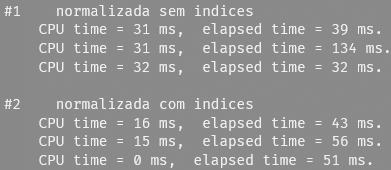 #1    normalizada sem indices
CPU time = 31 ms,  elapsed time = 39 ms.
CPU time = 31 ms,  elapsed time = 134 ms.
CPU time = 32 ms,  elapsed time = 32 ms.
#2    normalizada com indices
CPU time = 16 ms,  elapsed time = 43 ms.
CPU time = 15 ms,  elapsed time = 56 ms.
CPU time = 0 ms,  elapsed time = 51 ms.